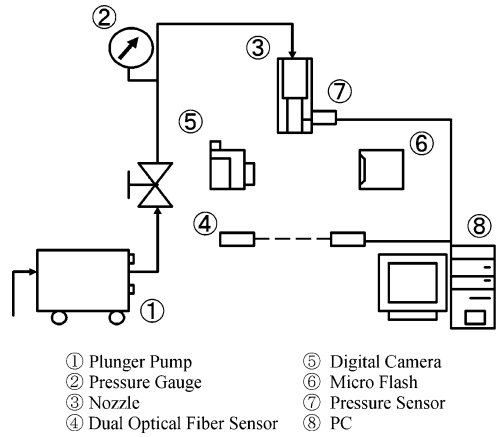 ②
③
⑦
⑤
⑥
④
⑧
①
① Plunger Pump
② Pressure Gauge
③ Nozzle
④ Dual Optical Fiber Sensor
⑤ Digital Camera
⑥ Micro Flash
⑦ Pressure Sensor
⑧ PC